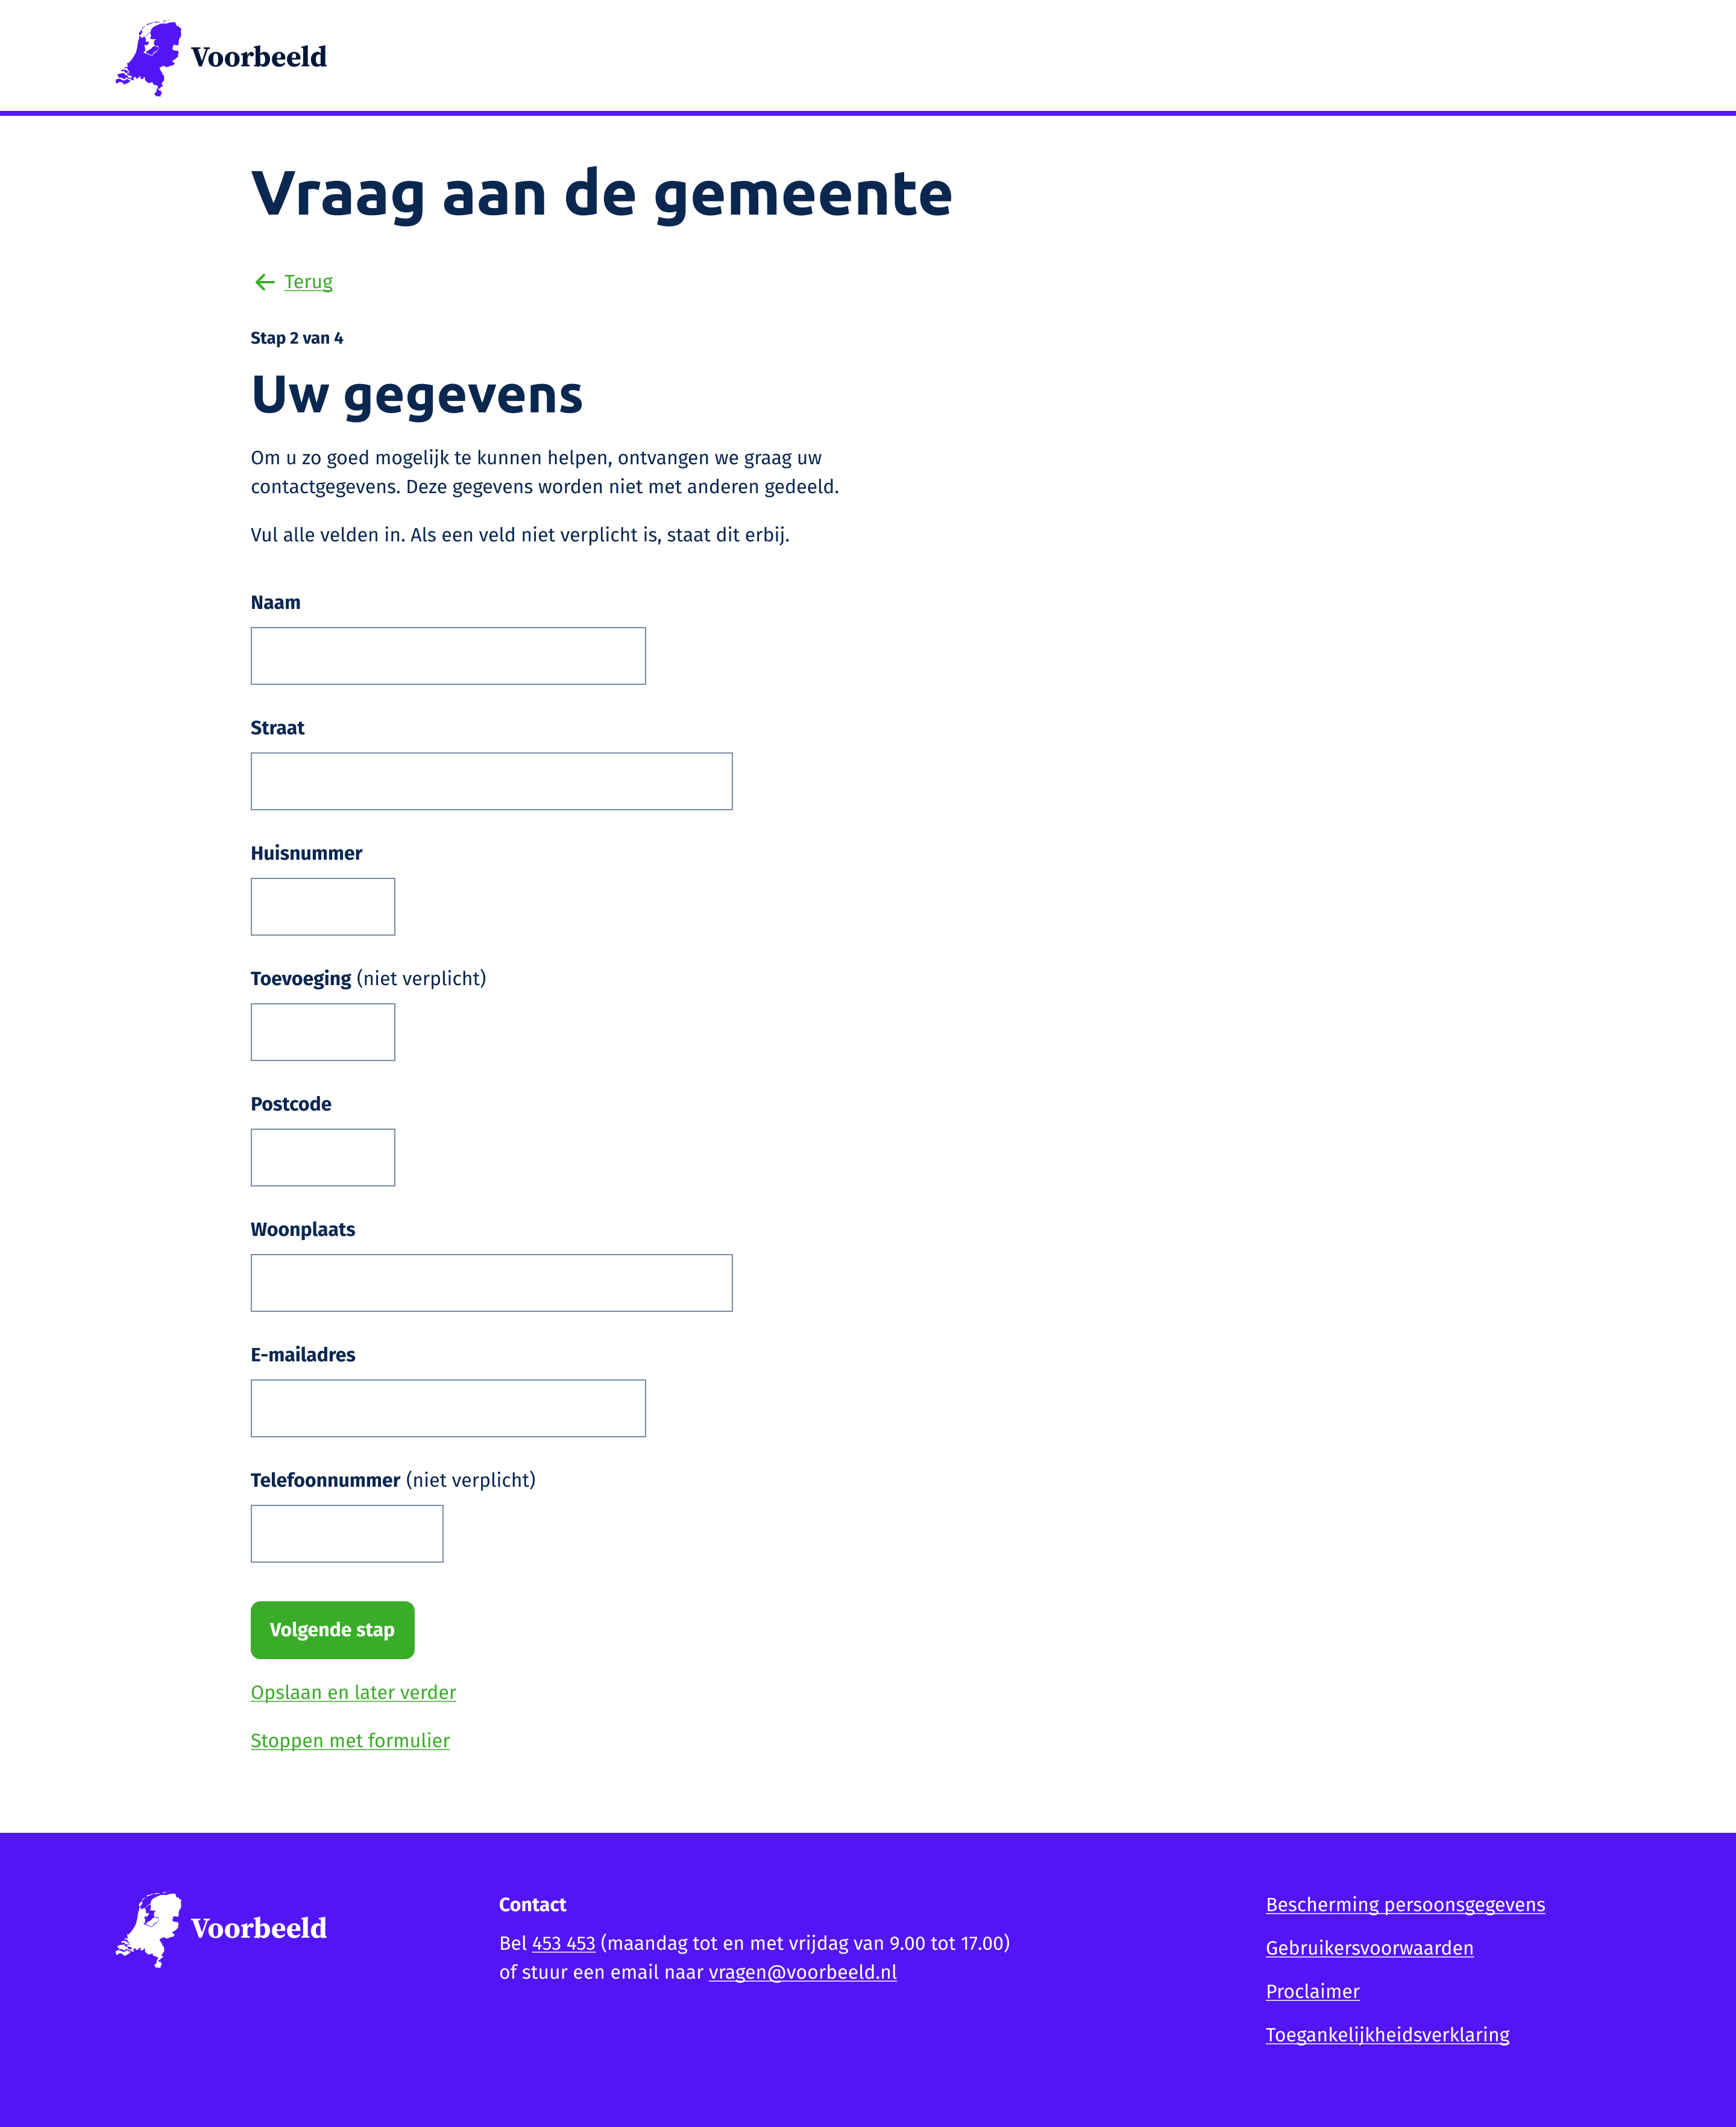 Voorbeeld
Vraag aan de gemeente
Terug
Stap 2 van 4
Uw gegevens
Om u zo goed mogelijk te kunnen helpen, ontvangen we graag uw
contactgegevens. Deze gegevens worden niet met anderen gedeeld.
Vul alle velden in. Als een veld niet verplicht is, staat dit erbij.
Naam
Straat
Huisnummer
Toevoeging (niet verplicht)
Postcode
Woonplaats
E-mailadres
Telefoonnummer (niet verplicht)
Volgende stap
Opslaan en later verder
Stoppen met formulier
Voorbeeld
Contact
Bel 453 453 (maandag tot en met vrijdag van 9.00 tot 17.00)
of stuur een email naar vragen@voorbeeld.nl
Bescherming persoonsgegevens
Gebruikersvoorwaarden
Proclaimer
Toegankelijkheidsverklaring